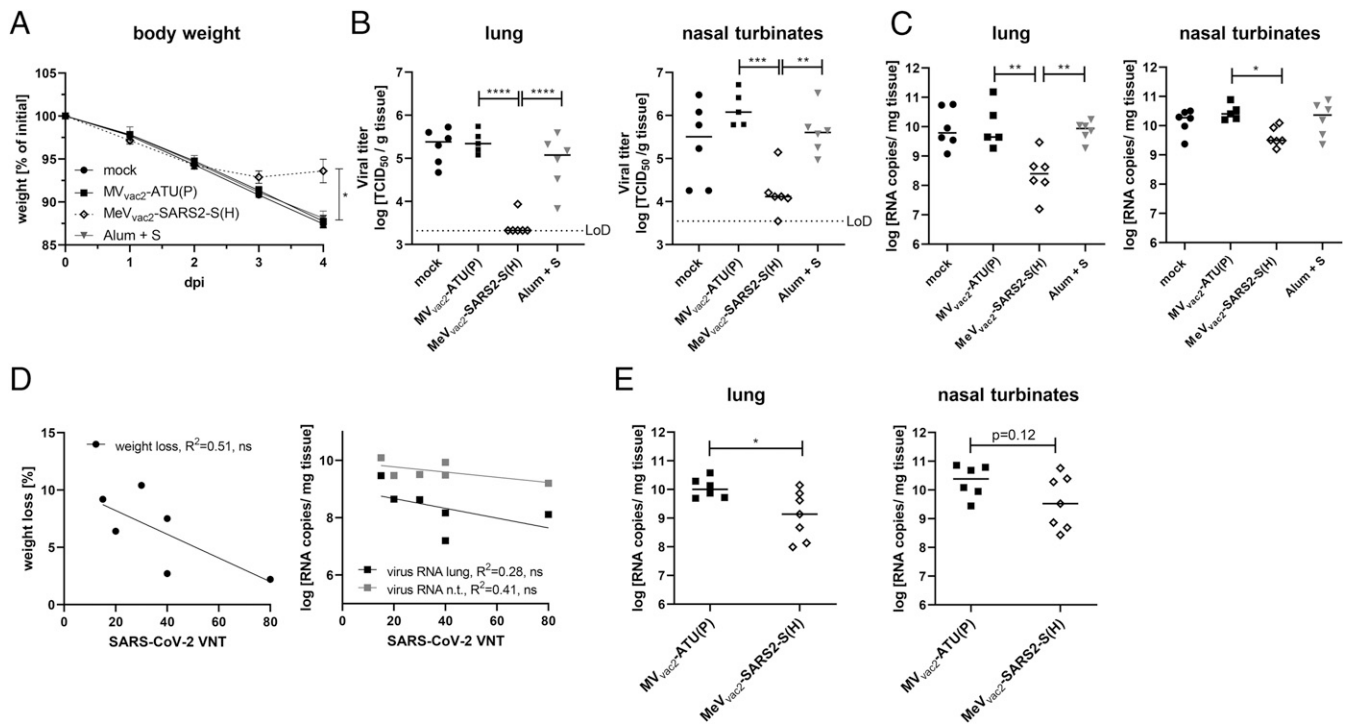 A
body weight
weight [% of initial]
105
100
95
90
85
0
1
2
3
4
dpi
mock
MVvac2-ATU(P)
MeVvac2-SARS2-S(H)
Alum + S
*
B
lung
Viral titer
log [TCID50 / g tissue]
7
6
5
4
3
****
****
LoD
mock
MVvac2-ATU(P)
MeVvac2-SARS2-S(H)
Alum + S
nasal turbinates
Viral titer
log [TCID50 / g tissue]
7
6
5
4
3
***
**
LoD
mock
MVvac2-ATU(P)
MeVvac2-SARS2-S(H)
Alum + S
C
lung
log [RNA copies/ mg tissue]
12
11
10
9
8
7
6
**
**
mock
MVvac2-ATU(P)
MeVvac2-SARS2-S(H)
Alum + S
nasal turbinates
log [RNA copies/ mg tissue]
12
11
10
9
8
7
6
*
mock
MVvac2-ATU(P)
MeVvac2-SARS2-S(H)
Alum + S
D
weight loss [%]
15
10
5
0
0
20
40
60
80
SARS-CoV-2 VNT
weight loss, R²=0.51, ns
log [RNA copies/ mg tissue]
10
8
6
0
20
40
60
80
SARS-CoV-2 VNT
virus RNA lung, R²=0.28, ns
virus RNA n.t., R²=0.41, ns
E
lung
log [RNA copies/ mg tissue]
12
11
10
9
8
7
6
*
MVvac2-ATU(P)
MeVvac2-SARS2-S(H)
nasal turbinates
log [RNA copies/ mg tissue]
12
11
10
9
8
7
6
p=0.12
MVvac2-ATU(P)
MeVvac2-SARS2-S(H)